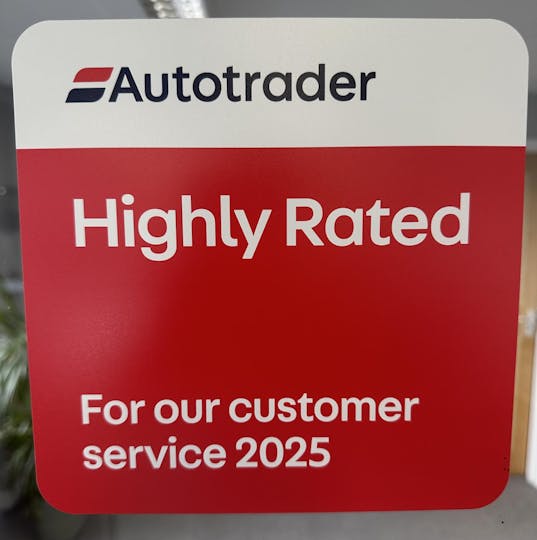 Autotrader
Highly Rated
For our customer
service 2025